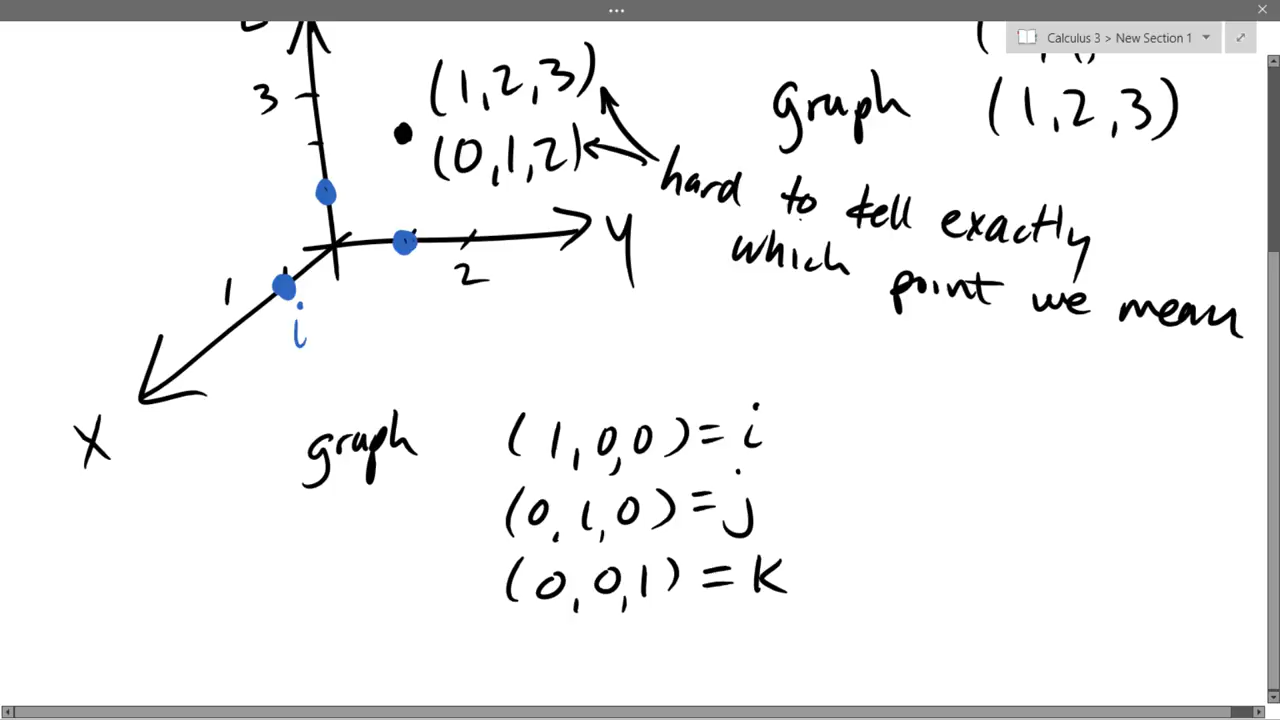 Calculus 3 > New Section 1
3
(1,2,3)
(0,1,2)
graph (1,2,3)
hard to tell exactly
which point we mean
y
2
1
i
x
graph (1,0,0)=i
(0,1,0)=j
(0,0,1)=k